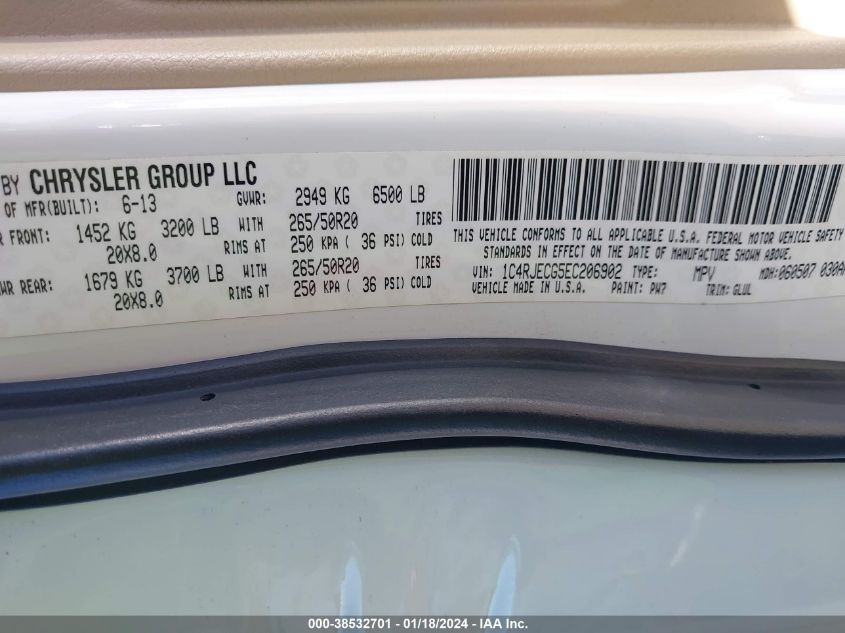 BY CHRYSLER GROUP LLC
OF MFR(BUILT): 6-13 GVWR: 2949 KG 6500 LB
FRONT: 1452 KG 3200 LB WITH 265/50R20 TIRES
20X8.0 RIMS AT 250 KPA ( 36 PSI) COLD
WR REAR: 1679 KG 3700 LB WITH 265/50R20 TIRES
20X8.0 RIMS AT 250 KPA ( 36 PSI) COLD
THIS VEHICLE CONFORMS TO ALL APPLICABLE U.S.A. FEDERAL MOTOR VEHICLE SAFETY
STANDARDS IN EFFECT ON THE DATE OF MANUFACTURE SHOWN ABOVE.
VIN: 1C4RJECG5EC206902 TYPE: MPV MDH:060507 030
VEHICLE MADE IN U.S.A. PAINT: PW7 TRIM: GLUL
000-38532701 - 01/18/2024 - IAA Inc.